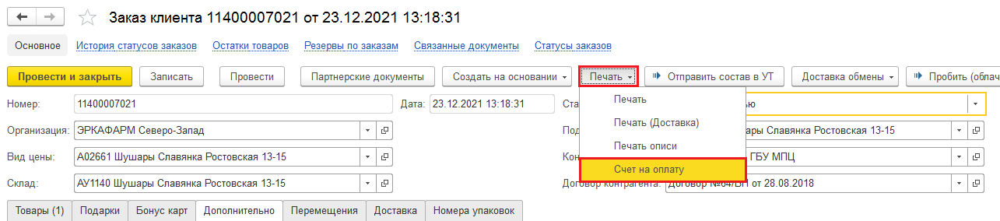 Заказ клиента 11400007021 от 23.12.2021 13:18:31
Основное История статусов заказов Остатки товаров Резервы по заказам Связанные документы Статусы заказов
Провести и закрыть Записать Провести Партнерские документы Создать на основании Печать Отправить состав в УТ Доставка обмены Пробить (облач
Номер: 11400007021 Дата: 23.12.2021 13:18:31 Ста ью
Печать
Организация: ЭРКАФАРМ Северо-Запад Под ары Славянка Ростовская 13-15
Печать (Доставка)
Печать описи
Вид цены: А02661 Шушары Славянка Ростовская 13-15 Кон ГБУ МПЦ
Счет на оплату
Склад: АУ1140 Шушары Славянка Ростовская 13-15 Договор контрагента: Договор №64/ВП от 28.08.2018
Товары (1) Подарки Бонус карт Дополнительно Перемещения Доставка Номера упаковок